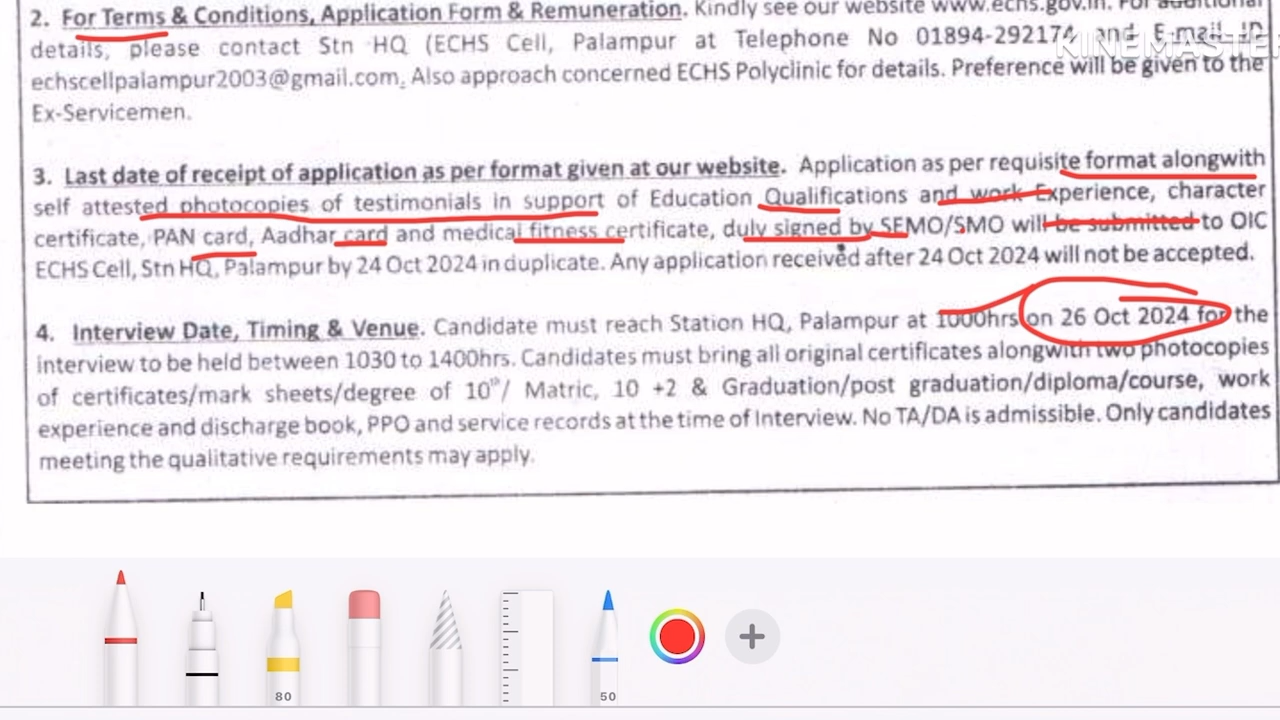 2. For Terms & Conditions, Application Form & Remuneration. Kindly see our website www.echs.gov.in. For additional
details, please contact Stn HQ (ECHS Cell, Palampur at Telephone No 01894-292174 and E-mail ID
KINEMASTER
echscellpalampur2003@gmail.com. Also approach concerned ECHS Polyclinic for details. Preference will be given to the
Ex-Servicemen.
3. Last date of receipt of application as per format given at our website. Application as per requisite format alongwith
self attested photocopies of testimonials in support of Education Qualifications and work Experience, character
certificate, PAN card, Aadhar card and medical fitness certificate, duly signed by SEMO/SMO will be submitted to OIC
ECHS Cell, Stn HQ, Palampur by 24 Oct 2024 in duplicate. Any application received after 24 Oct 2024 will not be accepted.
4. Interview Date, Timing & Venue. Candidate must reach Station HQ, Palampur at 1000hrs on 26 Oct 2024 for the
interview to be held between 1030 to 1400hrs. Candidates must bring all original certificates alongwith two photocopies
of certificates/mark sheets/degree of 10th/ Matric, 10 +2 & Graduation/post graduation/diploma/course, work
experience and discharge book, PPO and service records at the time of Interview. No TA/DA is admissible. Only candidates
meeting the qualitative requirements may apply.
80
50